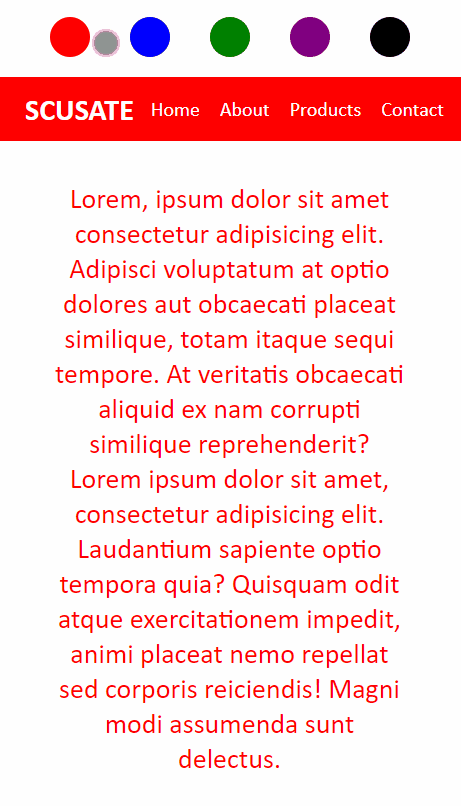 SCUSATE Home About Products Contact
Lorem, ipsum dolor sit amet
consectetur adipisicing elit.
Adipisci voluptatum at optio
dolores aut obcaecati placeat
similique, totam itaque sequi
tempore. At veritatis obcaecati
aliquid ex nam corrupti
similique reprehenderit?
Lorem ipsum dolor sit amet,
consectetur adipisicing elit.
Laudantium sapiente optio
tempora quia? Quisquam odit
atque exercitationem impedit,
animi placeat nemo repellat
sed corporis reiciendis! Magni
modi assumenda sunt
delectus.